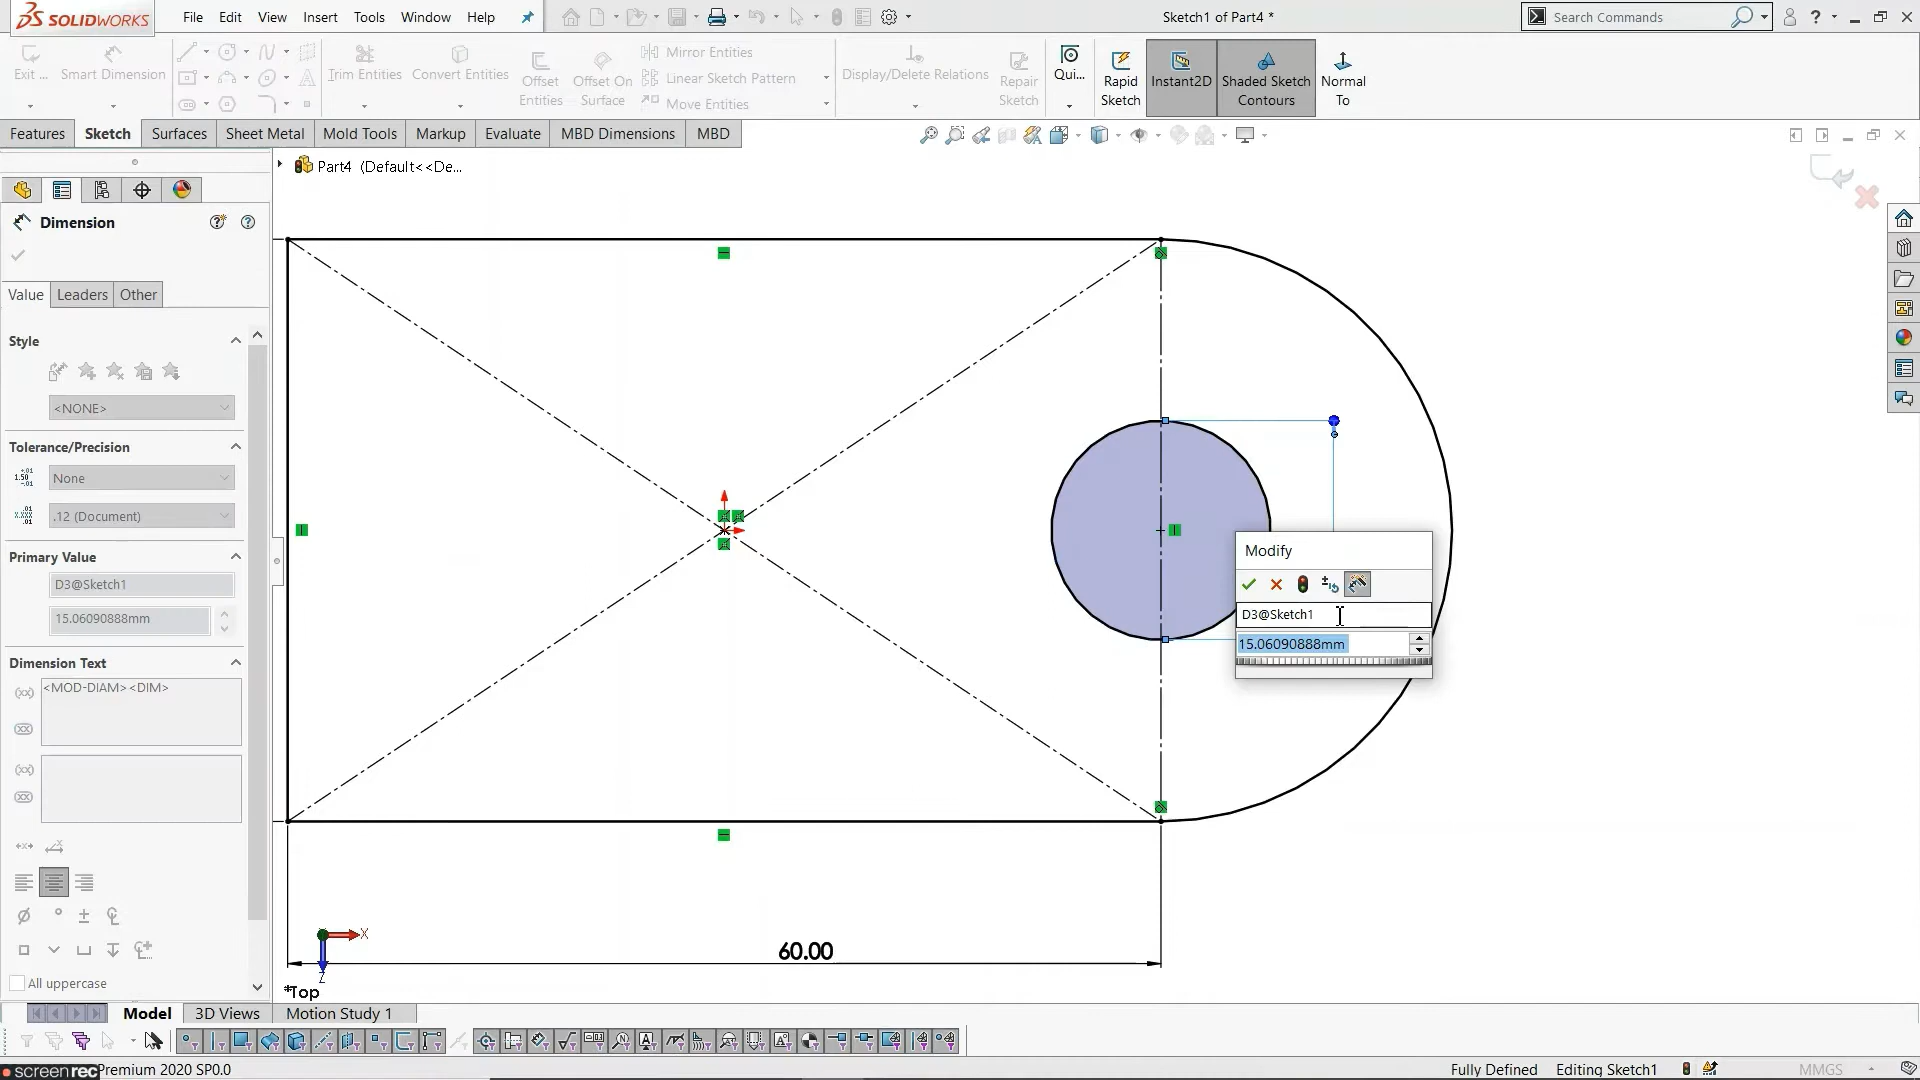 SOLIDWORKS
File Edit View Insert Tools Window Help
Sketch1 of Part4 *
Search Commands
Exit ...
Smart Dimension
Trim Entities
Convert Entities
Offset Entities
Offset On Surface
Mirror Entities
Linear Sketch Pattern
Move Entities
Display/Delete Relations
Repair Sketch
Qui...
Rapid Sketch
Instant2D
Shaded Sketch Contours
Normal To
Features Sketch Surfaces Sheet Metal Mold Tools Markup Evaluate MBD Dimensions MBD
Part4 (Default<<De...
Dimension
Value Leaders Other
Style
<NONE>
Tolerance/Precision
None
.12 (Document)
Primary Value
D3@Sketch1
15.06090888mm
Dimension Text
<MOD-DIAM><DIM>
All uppercase
Modify
D3@Sketch1
15.06090888mm
60.00
X
Z
*Top
Model 3D Views Motion Study 1
screenrec
Premium 2020 SP0.0
Fully Defined
Editing Sketch1
MMGS